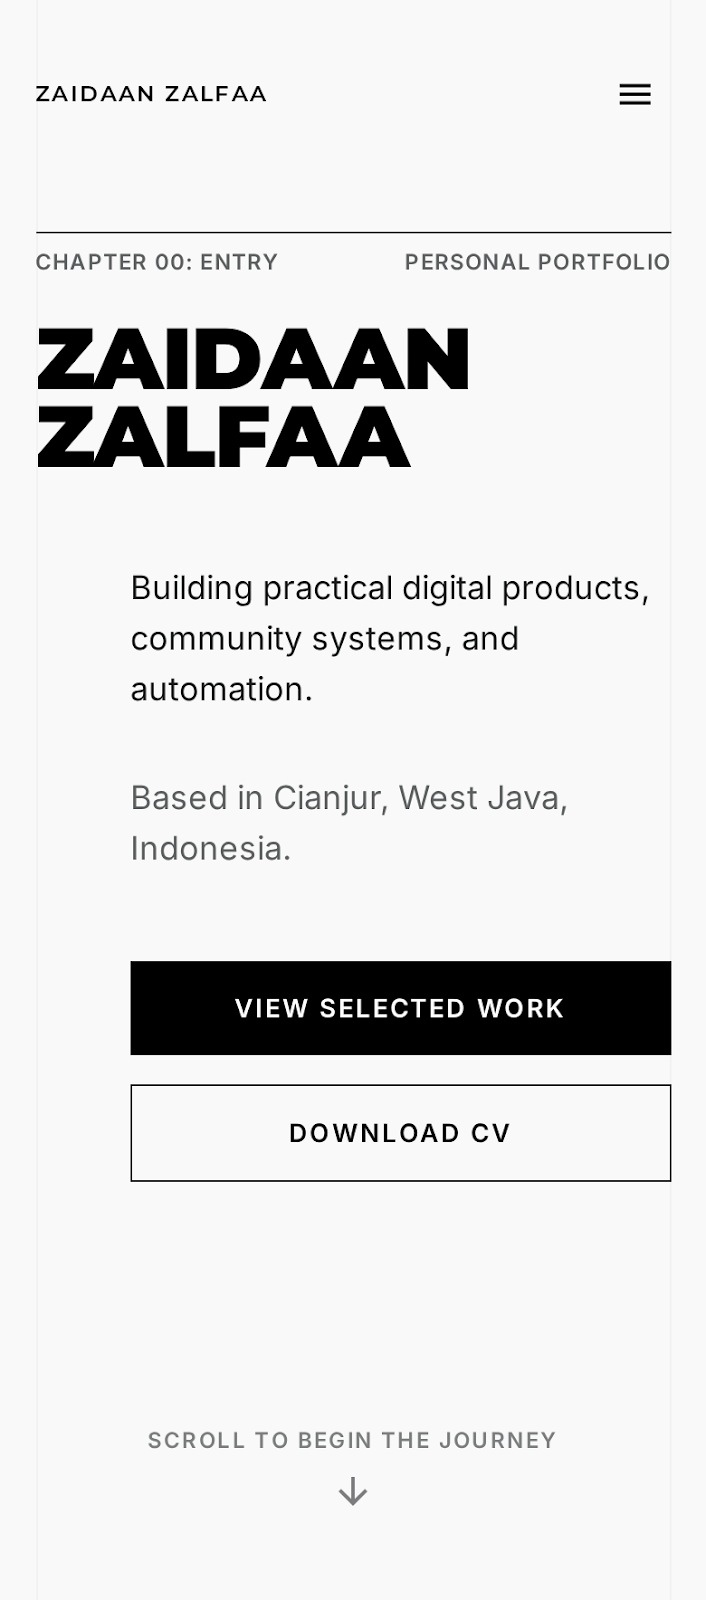 ZAIDAAN ZALFAA
CHAPTER 00: ENTRY
PERSONAL PORTFOLIO
ZAIDAAN
ZALFAA
Building practical digital products,
community systems, and
automation.
Based in Cianjur, West Java,
Indonesia.
VIEW SELECTED WORK
DOWNLOAD CV
SCROLL TO BEGIN THE JOURNEY